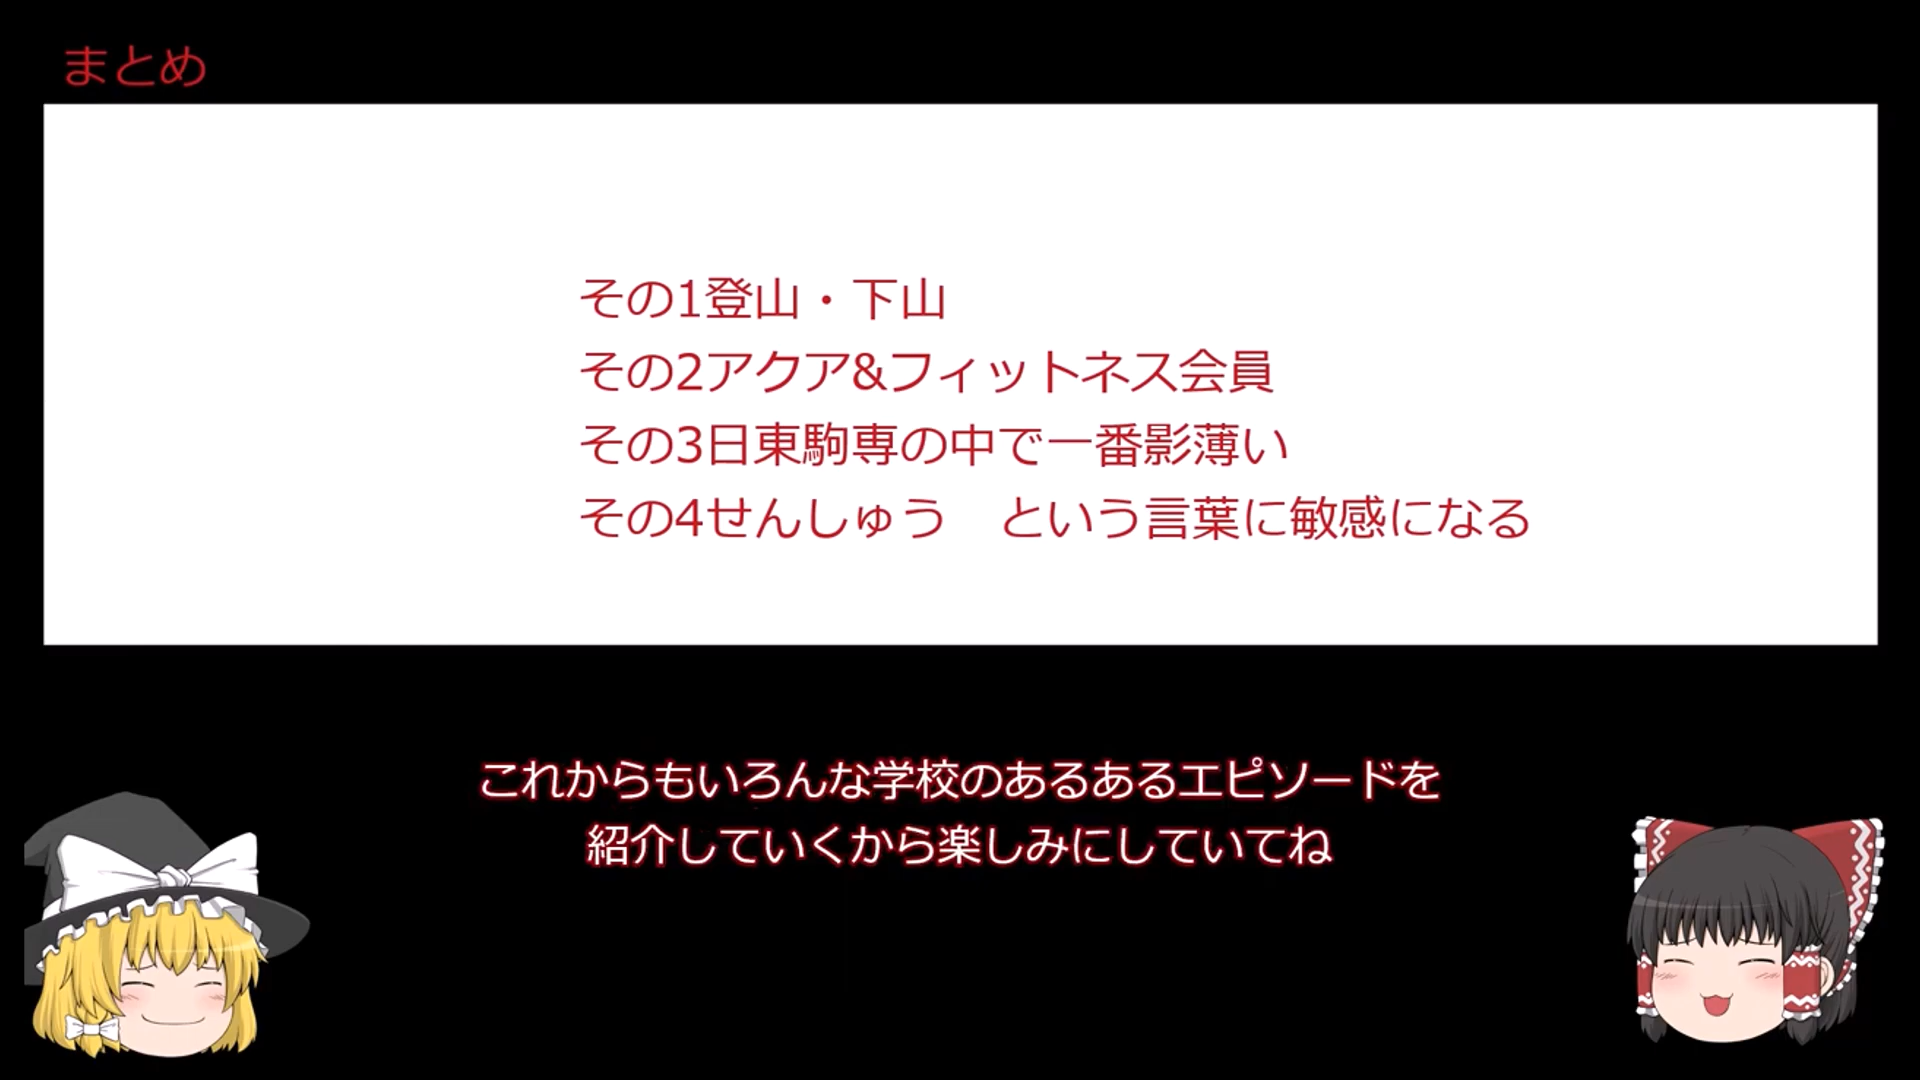 まとめ
その1登山・下山
その2アクア&フィットネス会員
その3日東駒専の中で一番影薄い
その4せんしゅう　という言葉に敏感になる
これからもいろんな学校のあるあるエピソードを
紹介していくから楽しみにしていてね